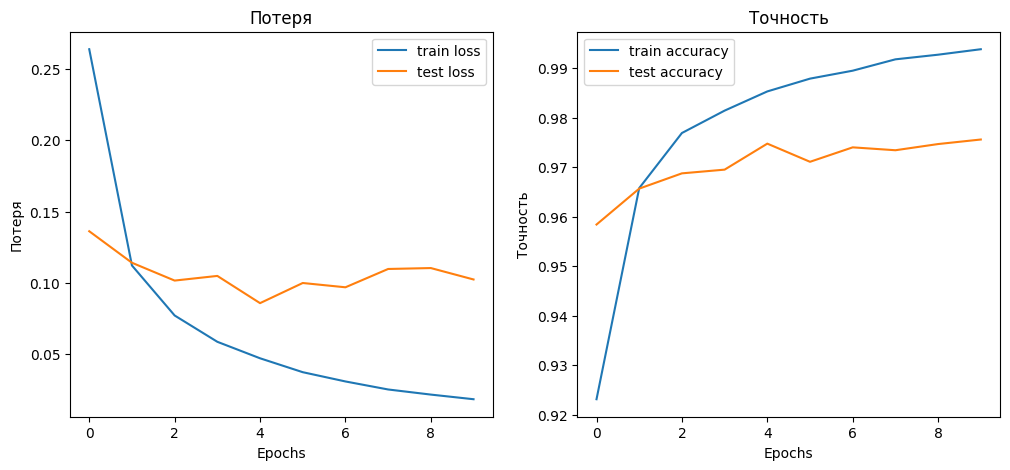 Потеря
train loss
test loss
Потеря
0.25
0.20
0.15
0.10
0.05
0
2
4
6
8
Epochs
Точность
train accuracy
test accuracy
Точность
0.99
0.98
0.97
0.96
0.95
0.94
0.93
0.92
0
2
4
6
8
Epochs